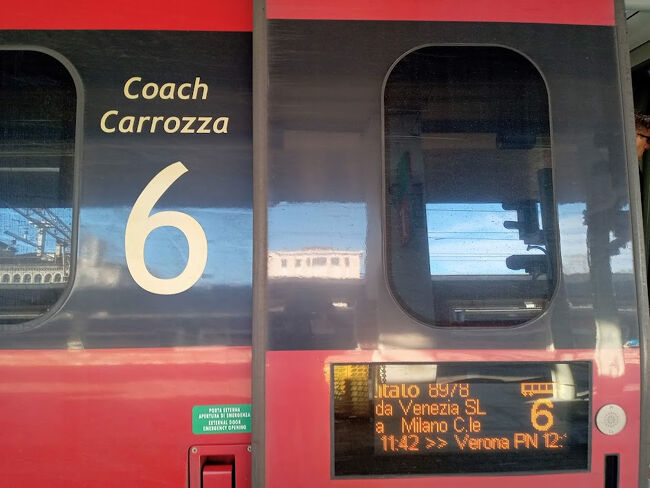 Coach
Carrozza
6
PORTA ESTERNA
APERTURA DI EMERGENZA
EXTERNAL DOOR
EMERGENCY OPENING
italo 8978
da Venezia SL
a Milano C.le
6
11:42 >> Verona PN 12: